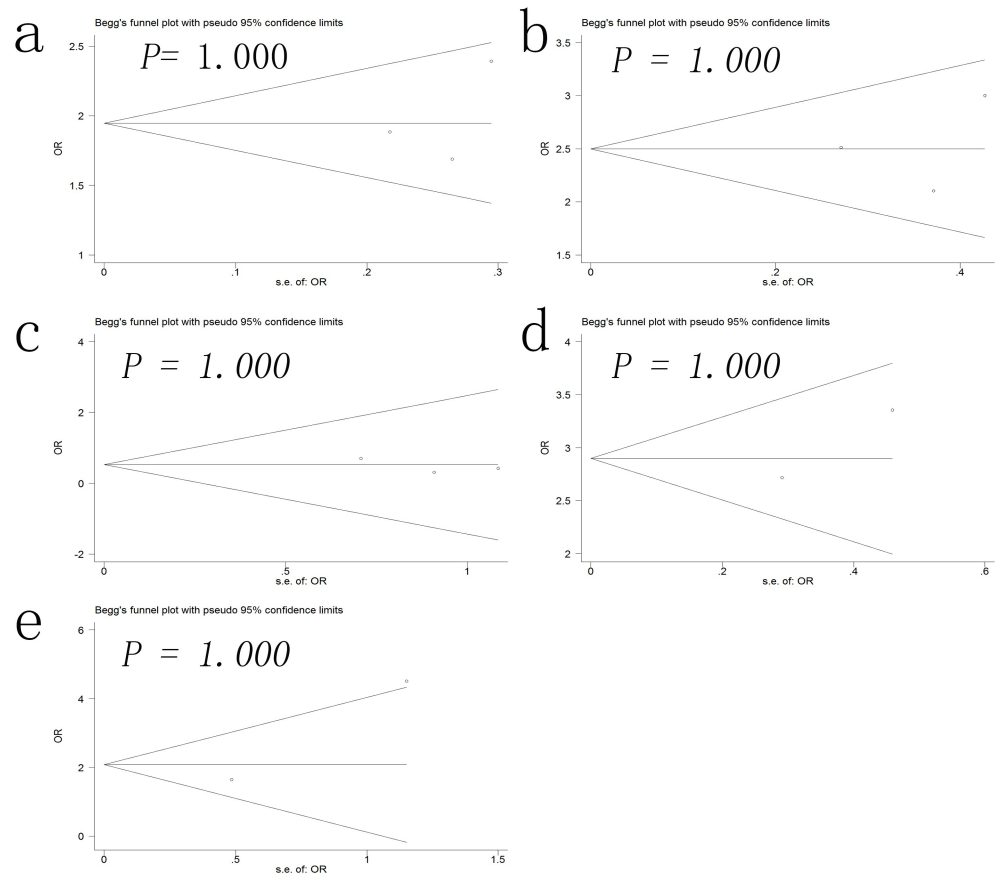 a
Begg's funnel plot with pseudo 95% confidence limits
P= 1.000
OR
2.5
2
1.5
1
0 .1 .2 .3
s.e. of: OR
b
Begg's funnel plot with pseudo 95% confidence limits
P = 1.000
OR
3.5
3
2.5
2
1.5
0 .2 .4
s.e. of: OR
c
Begg's funnel plot with pseudo 95% confidence limits
P = 1.000
OR
4
2
0
-2
0 .5 1
s.e. of: OR
d
Begg's funnel plot with pseudo 95% confidence limits
P = 1.000
OR
4
3.5
3
2.5
2
0 .2 .4 .6
s.e. of: OR
e
Begg's funnel plot with pseudo 95% confidence limits
P = 1.000
OR
6
4
2
0
0 .5 1 1.5
s.e. of: OR